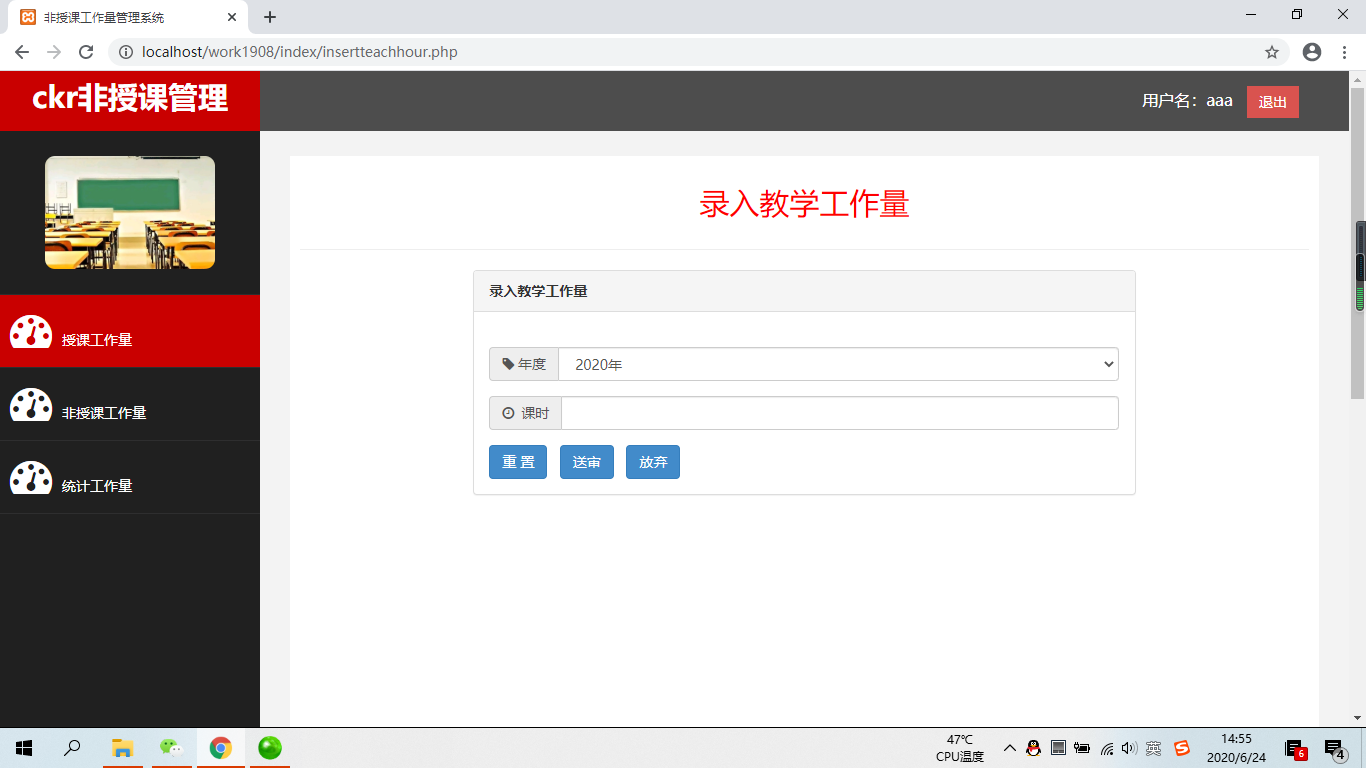 非授课工作量管理系统
localhost/work1908/index/insertteachhour.php
ckr非授课管理
用户名：aaa 退出
录入教学工作量
录入教学工作量
授课工作量
年度 2020年
非授课工作量
课时
重 置 送审 放弃
统计工作量
47℃
CPU温度
英
14:55
2020/6/24
6
4